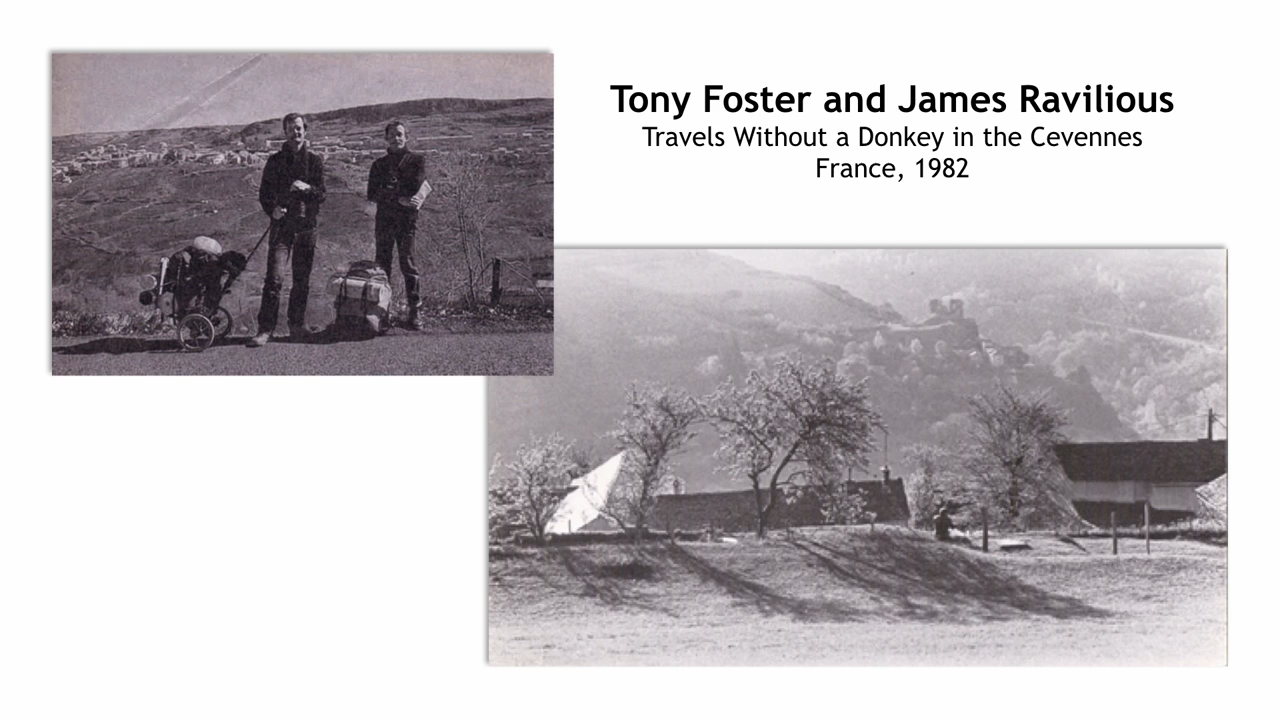 Tony Foster and James Ravilious
Travels Without a Donkey in the Cevennes
France, 1982